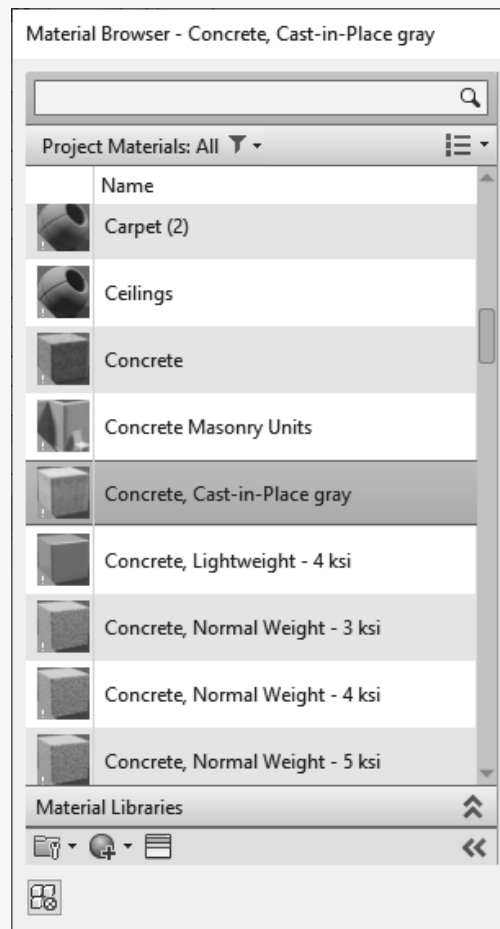 Material Browser - Concrete, Cast-in-Place gray
Project Materials: All
Name
Carpet (2)
Ceilings
Concrete
Concrete Masonry Units
Concrete, Cast-in-Place gray
Concrete, Lightweight - 4 ksi
Concrete, Normal Weight - 3 ksi
Concrete, Normal Weight - 4 ksi
Concrete, Normal Weight - 5 ksi
Material Libraries